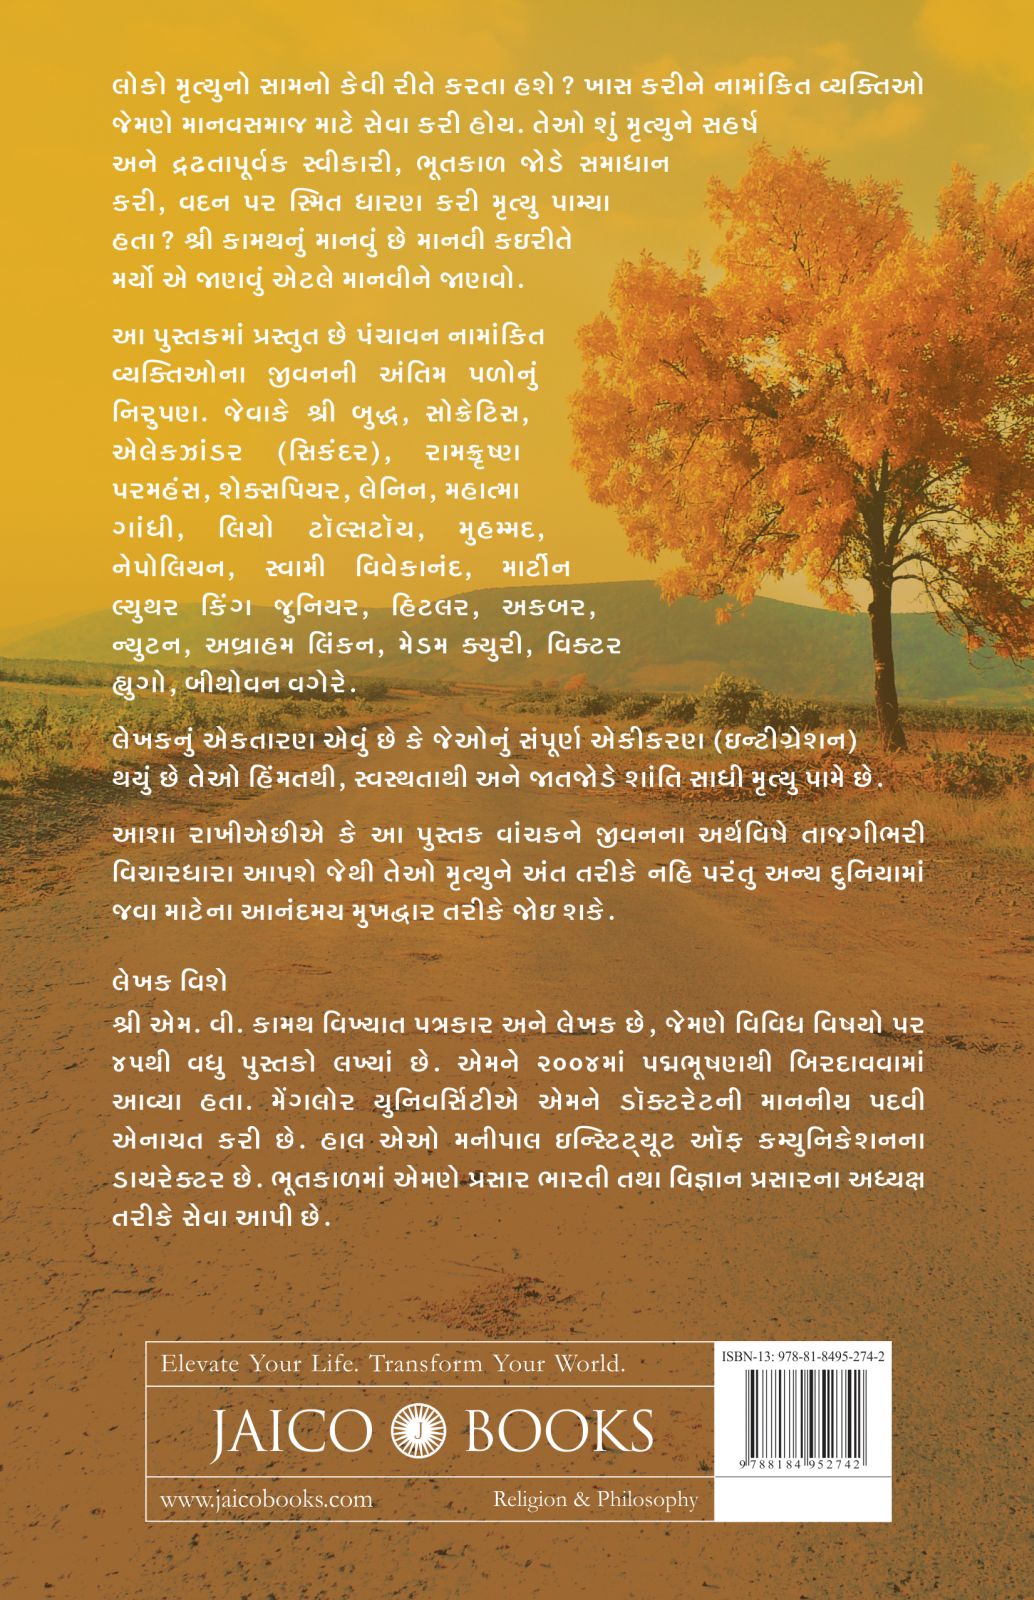 લોકો મૃત્યુનો સામનો કેવી રીતે કરતા હશે ? ખાસ કરીને નામાંકિત વ્યક્તિઓ
જેમણે માનવસમાજ માટે સેવા કરી હોય. તેઓ શું મૃત્યુને સહર્ષ
અને દ્રઢતાપૂર્વક સ્વીકારી, ભૂતકાળ જોડે સમાધાન
કરી, વદન પર સ્મિત ધારણ કરી મૃત્યુ પામ્યા
હતા ? શ્રી કામથનું માનવું છે માનવી કઇરીતે
મર્યો એ જાણવું એટલે માનવીને જાણવો.
આ પુસ્તકમાં પ્રસ્તુત છે પંચાવન નામાંકિત
વ્યક્તિઓના જીવનની અંતિમ પળોનું
નિરુપણ. જેવાકે શ્રી બુદ્ધ, સોક્રેટિસ,
એલેકઝાંડર (સિકંદર), રામક્રૃષ્ણ
પરમહંસ, શેક્સપિયર, લેનિન, મહાત્મા
ગાંધી, લિયો ટૉલ્સટૉય, મુહમ્મદ,
નેપોલિયન, સ્વામી વિવેકાનંદ, માર્ટીન
લ્યુથર કિંગ જુનિયર, હિટલર, અકબર,
ન્યુટન, અબ્રાહમ લિંકન, મેડમ ક્યુરી, વિક્ટર
હ્યુગો, બીથોવન વગેરે.
લેખકનું એકતારણ એવું છે કે જેઓનું સંપૂર્ણ એકીકરણ (ઇન્ટીગ્રેશન)
થયું છે તેઓ હિંમતથી, સ્વસ્થતાથી અને જાતજોડે શાંતિ સાધી મૃત્યુ પામે છે.
આશા રાખીએછીએ કે આ પુસ્તક વાંચકને જીવનના અર્થવિષે તાજગીભરી
વિચારધારા આપશે જેથી તેઓ મૃત્યુને અંત તરીકે નહિ પરંતુ અન્ય દુનિયામાં
જવા માટેના આનંદમય મુખદ્વાર તરીકે જોઇ શકે.
લેખક વિશે
શ્રી એમ. વી. કામથ વિખ્યાત પત્રકાર અને લેખક છે, જેમણે વિવિધ વિષયો પર
૪૫થી વધુ પુસ્તકો લખ્યાં છે. એમને ૨૦૦૪માં પદ્મભૂષણથી બિરદાવવામાં
આવ્યા હતા. મેંગલોર યુનિવર્સિટીએ એમને ડૉક્ટરેટની માનનીય પદવી
એનાયત કરી છે. હાલ એઓ મનીપાલ ઇન્સ્ટિટ્યૂટ ઑફ કમ્યુનિકેશનના
ડાયરેક્ટર છે. ભૂતકાળમાં એમણે પ્રસાર ભારતી તથા વિજ્ઞાન પ્રસારના અધ્યક્ષ
તરીકે સેવા આપી છે.
Elevate Your Life. Transform Your World.
ISBN-13: 978-81-8495-274-2
JAICO J BOOKS
9 788184 952742
www.jaicobooks.com Religion & Philosophy